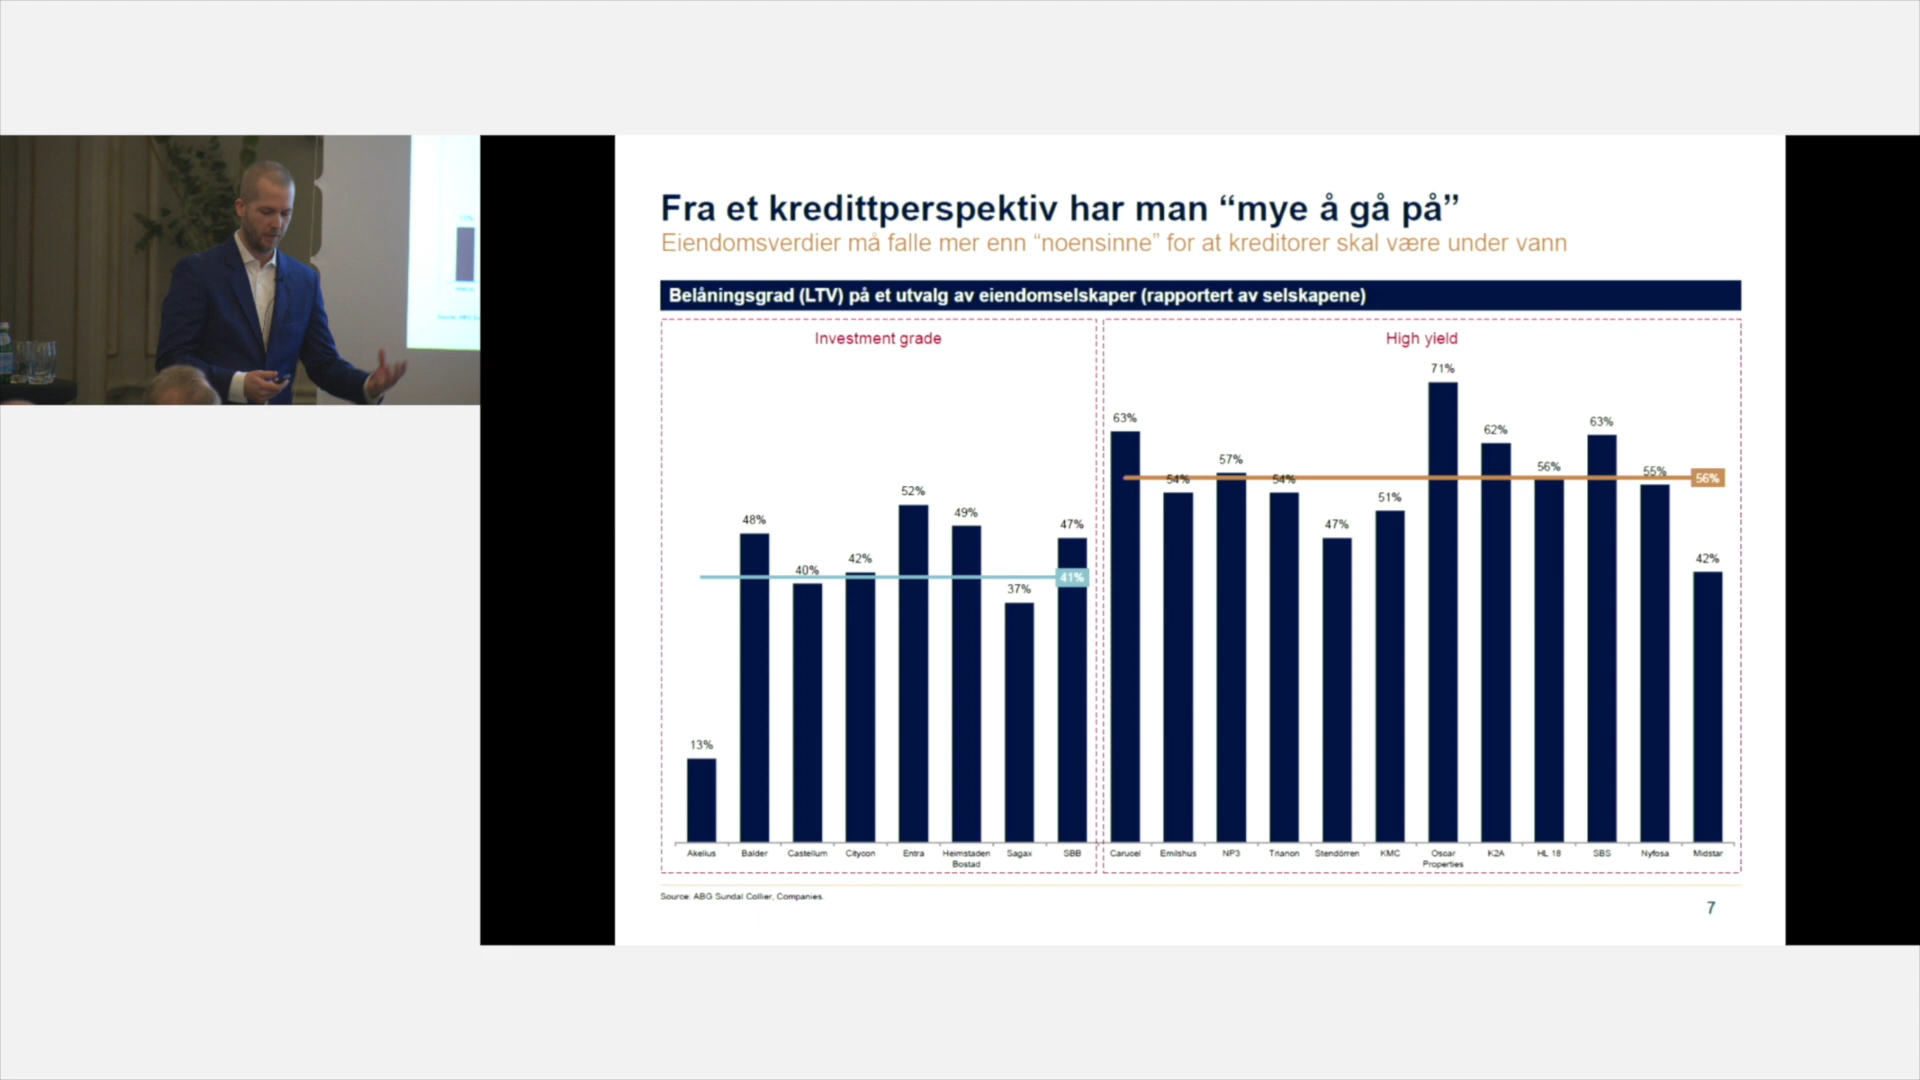 Fra et kredittperspektiv har man “mye å gå på”
Eiendomsverdier må falle mer enn “noensinne” for at kreditorer skal være under vann
Belåningsgrad (LTV) på et utvalg av eiendomselskaper (rapportert av selskapene)
Investment grade
13%
48%
40%
42%
52%
49%
37%
47%
41%
Akelius
Balder
Castellum
Citycon
Entra
Heimstaden
Bostad
Sagax
SBB
High yield
63%
54%
57%
54%
47%
51%
71%
62%
56%
63%
55%
42%
56%
Carucel
Emilshus
NP3
Trianon
Stendörren
KMC
Oscar
Properties
K2A
HL 18
SBS
Nyfosa
Midstar
Source: ABG Sundal Collier, Companies.
7